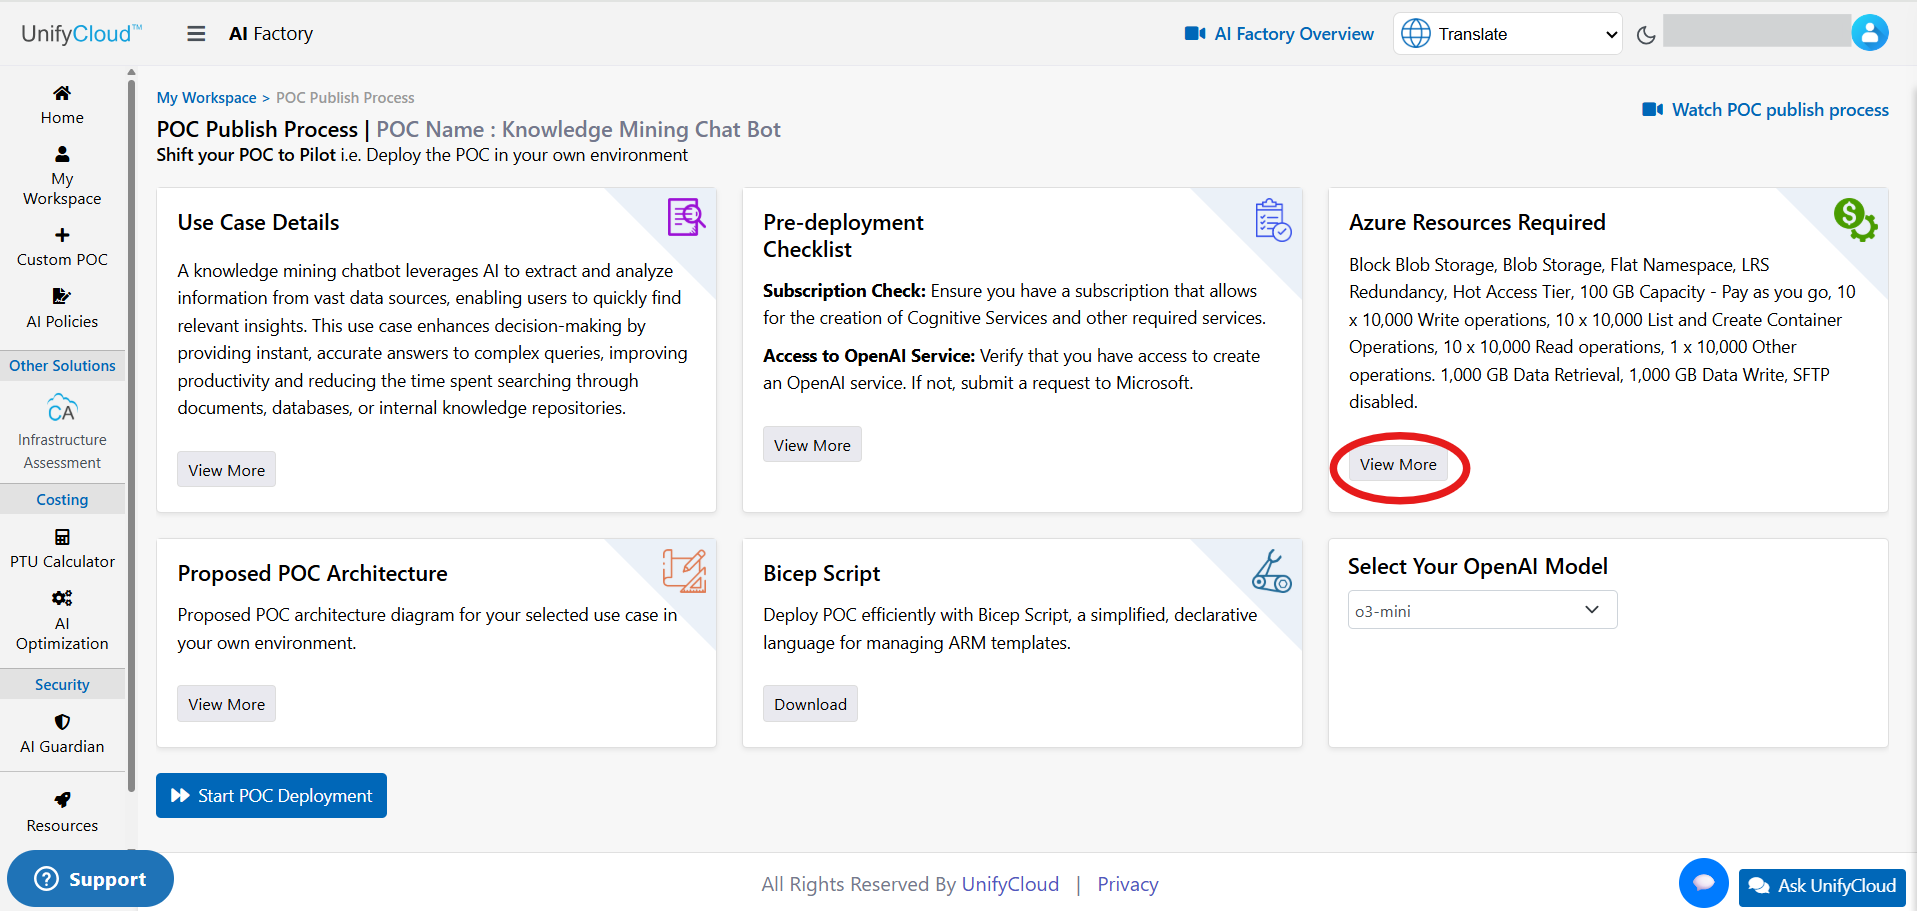 UnifyCloud™
AI Factory
AI Factory Overview
Translate
Home
My
Workspace
Custom POC
AI Policies
Other Solutions
CA
Infrastructure
Assessment
Costing
PTU Calculator
AI
Optimization
Security
AI Guardian
Resources
Support
My Workspace > POC Publish Process
Watch POC publish process
POC Publish Process | POC Name : Knowledge Mining Chat Bot
Shift your POC to Pilot i.e. Deploy the POC in your own environment
Use Case Details
A knowledge mining chatbot leverages AI to extract and analyze
information from vast data sources, enabling users to quickly find
relevant insights. This use case enhances decision-making by
providing instant, accurate answers to complex queries, improving
productivity and reducing the time spent searching through
documents, databases, or internal knowledge repositories.
View More
Pre-deployment
Checklist
Subscription Check: Ensure you have a subscription that allows
for the creation of Cognitive Services and other required services.
Access to OpenAI Service: Verify that you have access to create
an OpenAI service. If not, submit a request to Microsoft.
View More
Azure Resources Required
Block Blob Storage, Blob Storage, Flat Namespace, LRS
Redundancy, Hot Access Tier, 100 GB Capacity - Pay as you go, 10
x 10,000 Write operations, 10 x 10,000 List and Create Container
Operations, 10 x 10,000 Read operations, 1 x 10,000 Other
operations. 1,000 GB Data Retrieval, 1,000 GB Data Write, SFTP
disabled.
View More
Proposed POC Architecture
Proposed POC architecture diagram for your selected use case in
your own environment.
View More
Bicep Script
Deploy POC efficiently with Bicep Script, a simplified, declarative
language for managing ARM templates.
Download
Select Your OpenAI Model
o3-mini
Start POC Deployment
All Rights Reserved By UnifyCloud | Privacy
Ask UnifyCloud